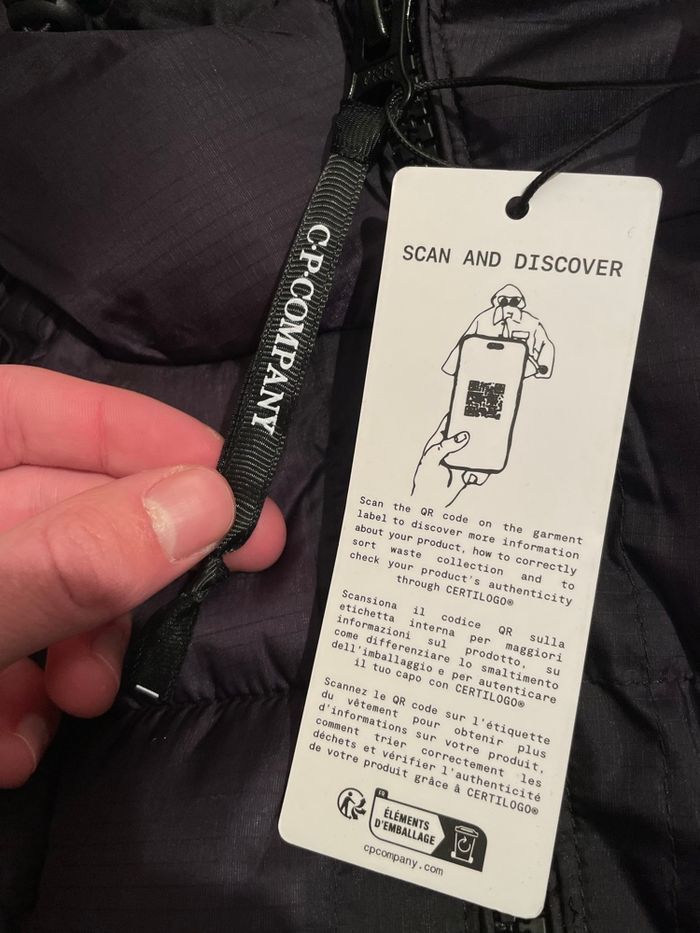 C.P.COMPANY
SCAN AND DISCOVER
Scan the QR code on the garment
label to discover more information
about your product, how to correctly
sort waste collection and to
check your product's authenticity
through CERTILOGO®
Scansiona il codice QR sulla
etichetta interna per maggiori
informazioni sul prodotto, su
come differenziare lo smaltimento
dell'imballaggio e per autenticare
il tuo capo con CERTILOGO®
Scannez le QR code sur l'étiquette
du vêtement pour obtenir plus
d'informations sur votre produit,
comment trier correctement les
déchets et vérifier l'authenticité
de votre produit grâce à CERTILOGO®
FR
ÉLÉMENTS
D'EMBALLAGE
cpcompany.com